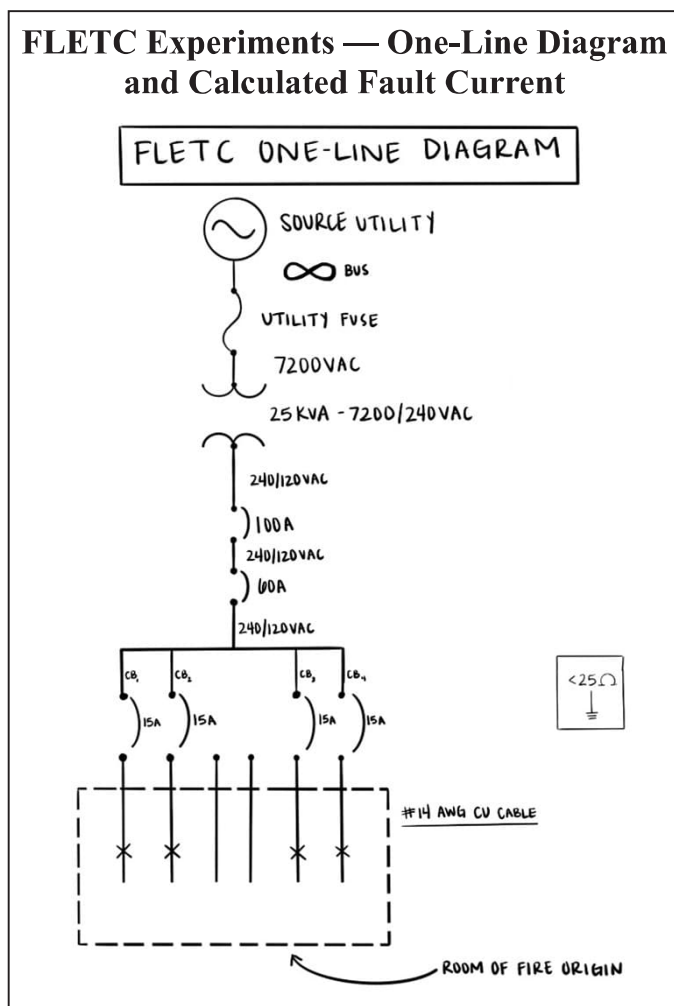 FLETC Experiments — One-Line Diagram
and Calculated Fault Current
FLETC ONE-LINE DIAGRAM
SOURCE UTILITY
∞ BUS
UTILITY FUSE
7200VAC
25KVA - 7200/240VAC
240/120VAC
100A
240/120VAC
60A
240/120VAC
CB₁ CB₂ CB₃ CB₄
15A 15A 15A 15A
<25Ω
#14 AWG CU CABLE
ROOM OF FIRE ORIGIN